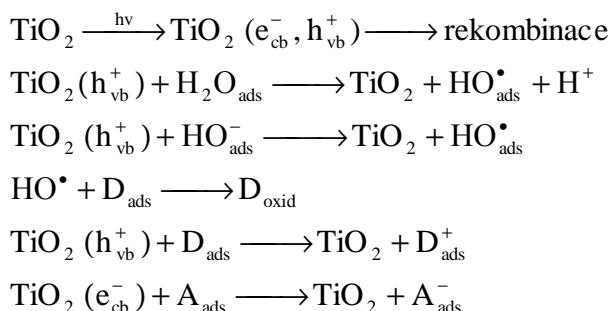 TiO₂ —hν→ TiO₂ (e⁻cb, h⁺vb) ⟶ rekombinace
TiO₂(h⁺vb) + H₂Oads ⟶ TiO₂ + HO•ads + H⁺
TiO₂ (h⁺vb) + HO⁻ads ⟶ TiO₂ + HO•ads
HO• + Dads ⟶ Doxid
TiO₂ (h⁺vb) + Dads ⟶ TiO₂ + D⁺ads
TiO₂ (e⁻cb) + Aads ⟶ TiO₂ + A⁻ads